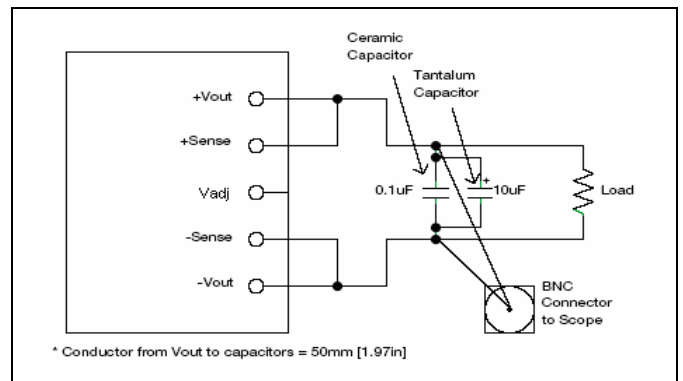 Ceramic
Capacitor
Tantalum
Capacitor
+Vout
+Sense
Vadj
-Sense
-Vout
0.1uF
+
10uF
Load
BNC
Connector
to Scope
* Conductor from Vout to capacitors = 50mm [1.97in]